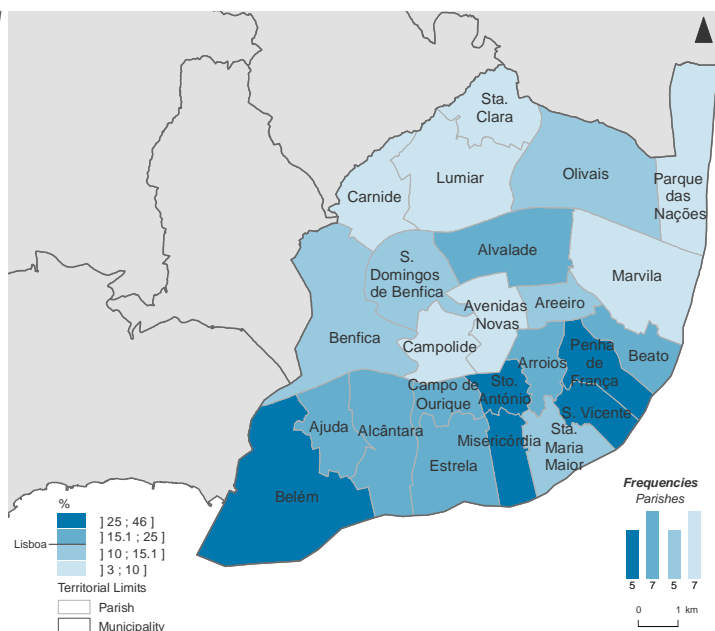 Sta.
Clara
Lumiar
Olivais
Carnide
Parque
das
Nações
S.
Domingos
de Benfica
Alvalade
Marvila
Avenidas
Novas
Areeiro
Benfica
Campolide
Penha
de
França
Beato
Arroios
Campo de
Ourique
Sto.
António
S. Vicente
Ajuda
Alcântara
Misericórdia
Sta.
Maria
Maior
Estrela
Belém
%
] 25 ; 46 ]
] 15.1 ; 25 ]
Lisboa
] 10 ; 15.1 ]
] 3 ; 10 ]
Territorial Limits
Parish
Municipality
Frequencies
Parishes
5 7 5 7
0 1 km